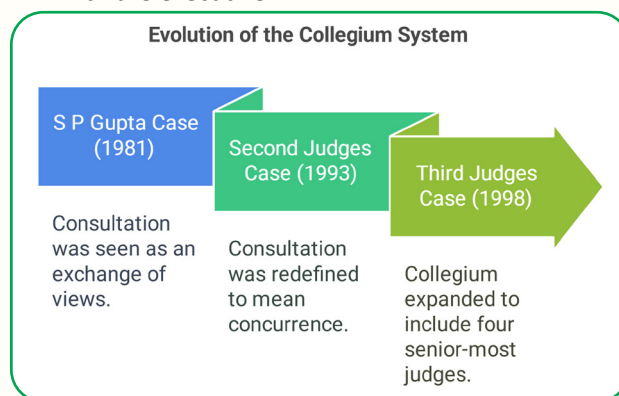 Evolution of the Collegium System
S P Gupta Case
(1981)
Second Judges
Case (1993)
Third Judges
Case (1998)
Consultation
was seen as an
exchange of
views.
Consultation
was redefined
to mean
concurrence.
Collegium
expanded to
include four
senior-most
judges.